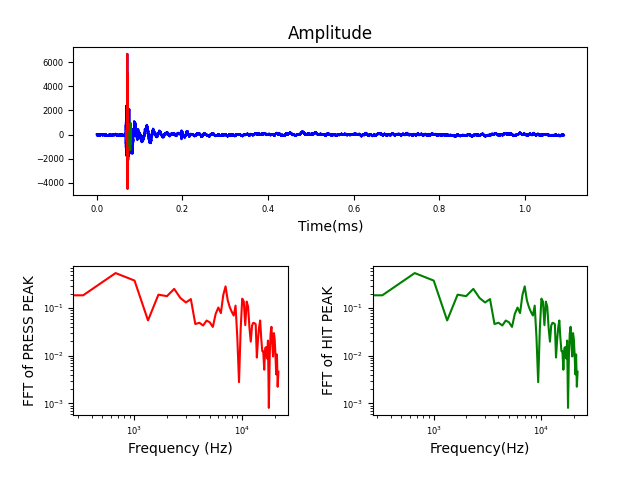 Amplitude
6000
4000
2000
0
−2000
−4000
0.0 0.2 0.4 0.6 0.8 1.0
Time(ms)
FFT of PRESS PEAK
10⁻¹
10⁻²
10⁻³
10³ 10⁴
Frequency (Hz)
FFT of HIT PEAK
10⁻¹
10⁻²
10⁻³
10³ 10⁴
Frequency(Hz)